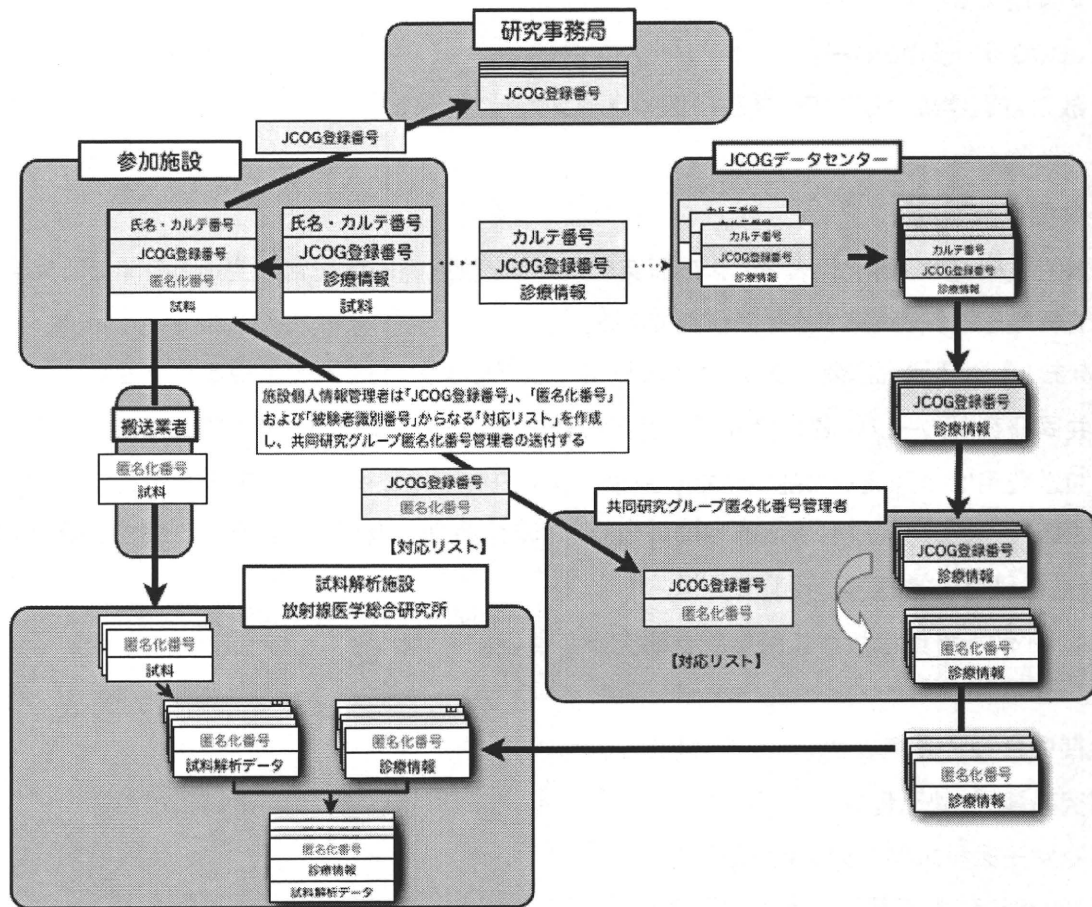 研究事務局
JCOG登録番号
JCOG登録番号
参加施設
氏名・カルテ番号
JCOG登録番号
匿名化番号
試料
氏名・カルテ番号
JCOG登録番号
診療情報
試料
カルテ番号
JCOG登録番号
診療情報
JCOGデータセンター
カルテ番号
JCOG登録番号
診療情報
カルテ番号
JCOG登録番号
診療情報
JCOG登録番号
診療情報
施設個人情報管理者は「JCOG登録番号」、「匿名化番号」
および「被験者識別番号」からなる「対応リスト」を作成
し、共同研究グループ匿名化番号管理者の送付する
搬送業者
匿名化番号
試料
JCOG登録番号
匿名化番号
【対応リスト】
共同研究グループ匿名化番号管理者
JCOG登録番号
診療情報
JCOG登録番号
匿名化番号
【対応リスト】
匿名化番号
診療情報
試料解析施設
放射線医学総合研究所
匿名化番号
試料
匿名化番号
試料解析データ
匿名化番号
診療情報
匿名化番号
診療情報
匿名化番号
診療情報
試料解析データ